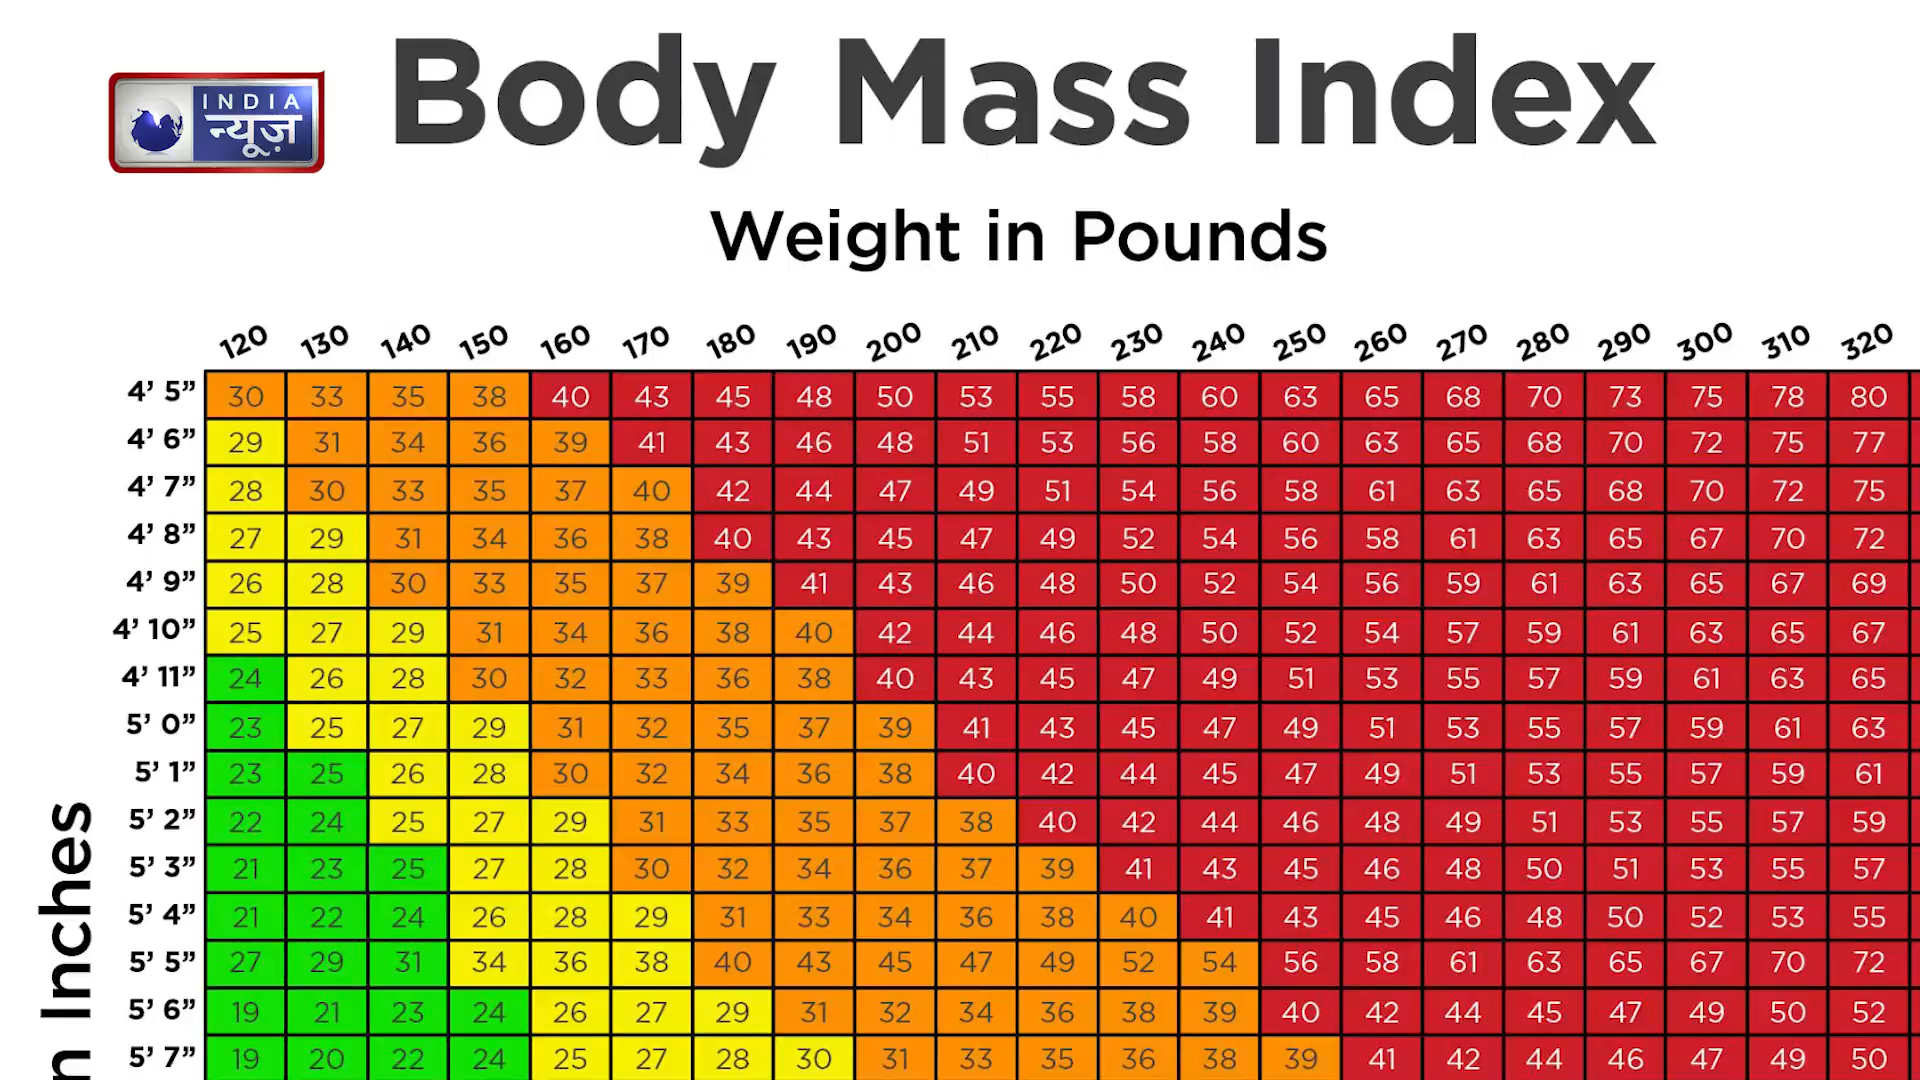 INDIA
न्यूज़
Body Mass Index
Weight in Pounds
120 130 140 150 160 170 180 190 200 210 220 230 240 250 260 270 280 290 300 310 320
4’ 5” 30 33 35 38 40 43 45 48 50 53 55 58 60 63 65 68 70 73 75 78 80
4’ 6” 29 31 34 36 39 41 43 46 48 51 53 56 58 60 63 65 68 70 72 75 77
4’ 7” 28 30 33 35 37 40 42 44 47 49 51 54 56 58 61 63 65 68 70 72 75
4’ 8” 27 29 31 34 36 38 40 43 45 47 49 52 54 56 58 61 63 65 67 70 72
4’ 9” 26 28 30 33 35 37 39 41 43 46 48 50 52 54 56 59 61 63 65 67 69
4’ 10” 25 27 29 31 34 36 38 40 42 44 46 48 50 52 54 57 59 61 63 65 67
4’ 11” 24 26 28 30 32 33 36 38 40 43 45 47 49 51 53 55 57 59 61 63 65
5’ 0” 23 25 27 29 31 32 35 37 39 41 43 45 47 49 51 53 55 57 59 61 63
5’ 1” 23 25 26 28 30 32 34 36 38 40 42 44 45 47 49 51 53 55 57 59 61
5’ 2” 22 24 25 27 29 31 33 35 37 38 40 42 44 46 48 49 51 53 55 57 59
5’ 3” 21 23 25 27 28 30 32 34 36 37 39 41 43 45 46 48 50 51 53 55 57
5’ 4” 21 22 24 26 28 29 31 33 34 36 38 40 41 43 45 46 48 50 52 53 55
5’ 5” 27 29 31 34 36 38 40 43 45 47 49 52 54 56 58 61 63 65 67 70 72
5’ 6” 19 21 23 24 26 27 29 31 32 34 36 38 39 40 42 44 45 47 49 50 52
5’ 7” 19 20 22 24 25 27 28 30 31 33 35 36 38 39 41 42 44 46 47 49 50
n Inches